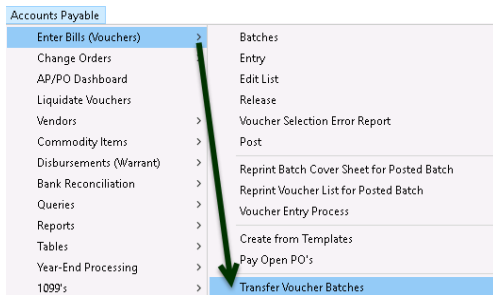 Accounts Payable
Enter Bills (Vouchers)
Change Orders
AP/PO Dashboard
Liquidate Vouchers
Vendors
Commodity Items
Disbursements (Warrant)
Bank Reconciliation
Queries
Reports
Tables
Year-End Processing
1099's
Batches
Entry
Edit List
Release
Voucher Selection Error Report
Post
Reprint Batch Cover Sheet for Posted Batch
Reprint Voucher List for Posted Batch
Voucher Entry Process
Create from Templates
Pay Open PO's
Transfer Voucher Batches